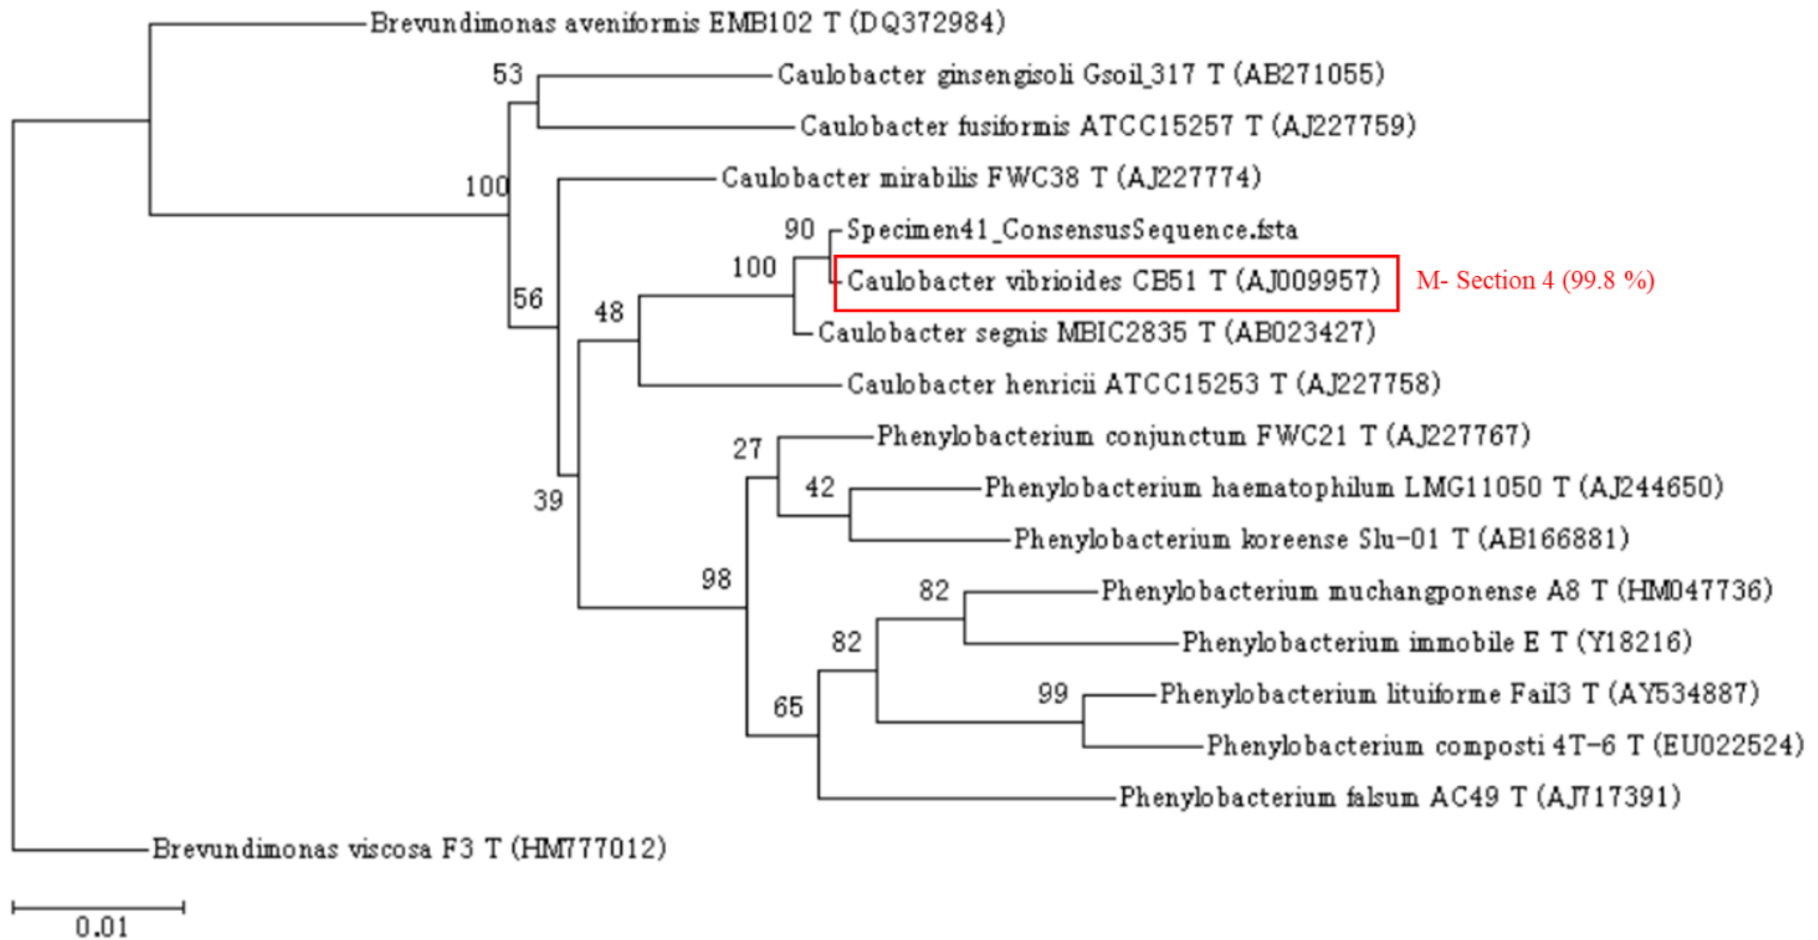 Brevundimonas aveniformis EMB102 T (DQ372984)
53
Caulobacter ginsengisoli Gsoil_317 T (AB271055)
Caulobacter fusiformis ATCC15257 T (AJ227759)
100
Caulobacter mirabilis FWC38 T (AJ227774)
90
Specimen41_ConsensusSequence.fsta
100
Caulobacter vibrioides CB51 T (AJ009957)
M- Section 4 (99.8 %)
56
48
Caulobacter segnis MBIC2835 T (AB023427)
Caulobacter henricii ATCC15253 T (AJ227758)
27
Phenylobacterium conjunctum FWC21 T (AJ227767)
42
Phenylobacterium haematophilum LMG11050 T (AJ244650)
39
Phenylobacterium koreense Slu-01 T (AB166881)
98
82
Phenylobacterium muchangponense A8 T (HM047736)
82
Phenylobacterium immobile E T (Y18216)
99
Phenylobacterium lituiforme FaiI3 T (AY534887)
65
Phenylobacterium composti 4T-6 T (EU022524)
Phenylobacterium falsum AC49 T (AJ717391)
Brevundimonas viscosa F3 T (HM777012)
0.01